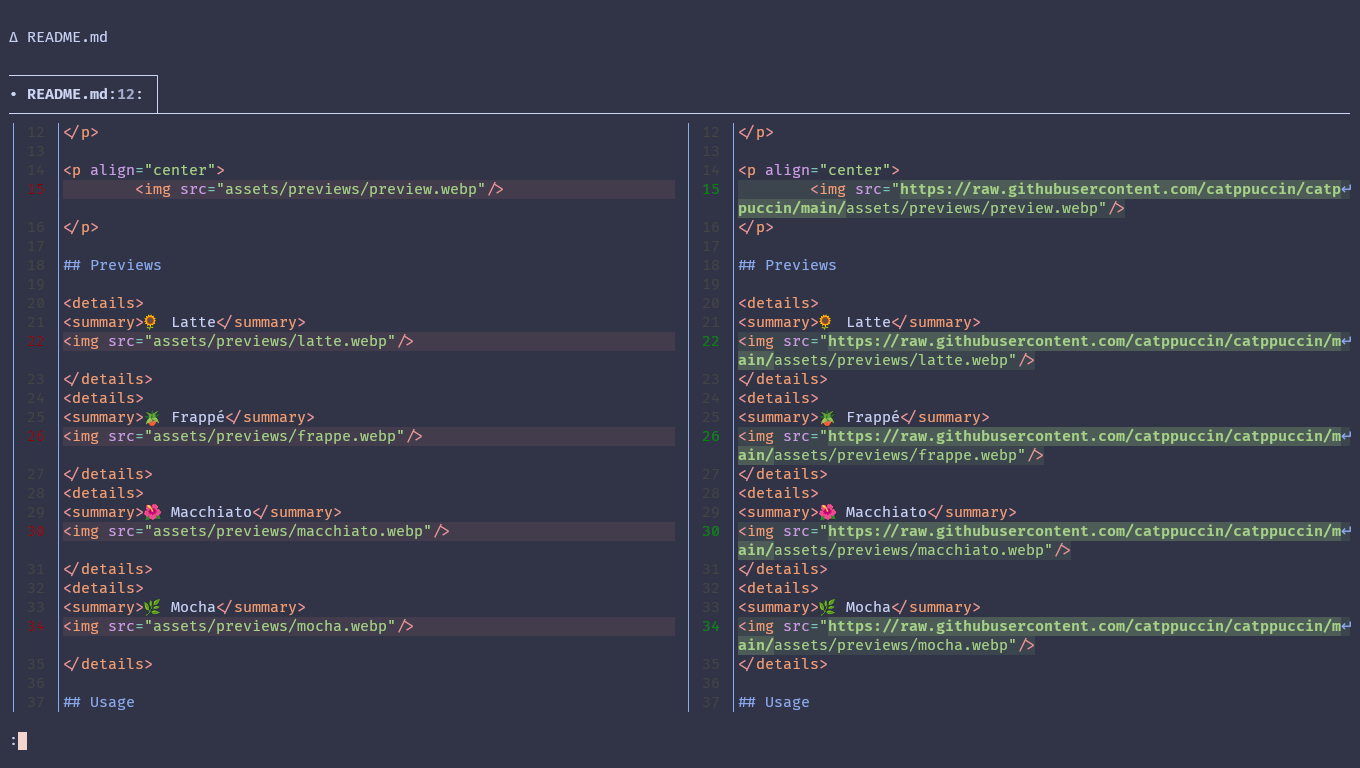 Δ README.md
• README.md:12:
12 </p>
13
14 <p align="center">
15         <img src="assets/previews/preview.webp"/>
16 </p>
17
18 ## Previews
19
20 <details>
21 <summary>🌻 Latte</summary>
22 <img src="assets/previews/latte.webp"/>
23 </details>
24 <details>
25 <summary>🪴 Frappé</summary>
26 <img src="assets/previews/frappe.webp"/>
27 </details>
28 <details>
29 <summary>🌺 Macchiato</summary>
30 <img src="assets/previews/macchiato.webp"/>
31 </details>
32 <details>
33 <summary>🌿 Mocha</summary>
34 <img src="assets/previews/mocha.webp"/>
35 </details>
36
37 ## Usage
12 </p>
13
14 <p align="center">
15         <img src="https://raw.githubusercontent.com/catppuccin/catp↵
puccin/main/assets/previews/preview.webp"/>
16 </p>
17
18 ## Previews
19
20 <details>
21 <summary>🌻 Latte</summary>
22 <img src="https://raw.githubusercontent.com/catppuccin/catppuccin/m↵
ain/assets/previews/latte.webp"/>
23 </details>
24 <details>
25 <summary>🪴 Frappé</summary>
26 <img src="https://raw.githubusercontent.com/catppuccin/catppuccin/m↵
ain/assets/previews/frappe.webp"/>
27 </details>
28 <details>
29 <summary>🌺 Macchiato</summary>
30 <img src="https://raw.githubusercontent.com/catppuccin/catppuccin/m↵
ain/assets/previews/macchiato.webp"/>
31 </details>
32 <details>
33 <summary>🌿 Mocha</summary>
34 <img src="https://raw.githubusercontent.com/catppuccin/catppuccin/m↵
ain/assets/previews/mocha.webp"/>
35 </details>
36
37 ## Usage
: